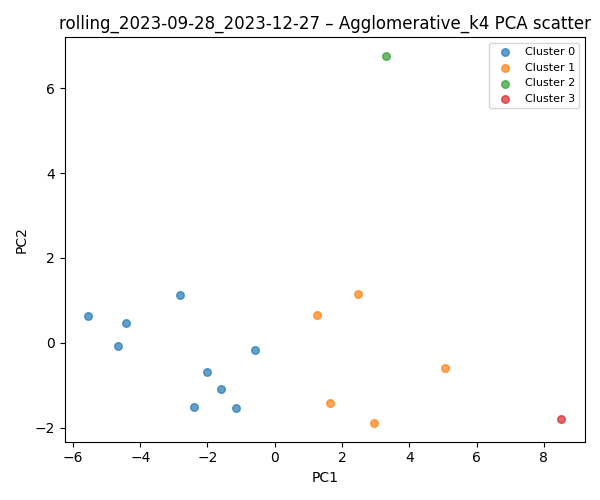 rolling_2023-09-28_2023-12-27 – Agglomerative_k4 PCA scatter
Cluster 0
Cluster 1
Cluster 2
Cluster 3
6
4
2
0
−2
PC2
−6
−4
−2
0
2
4
6
8
PC1